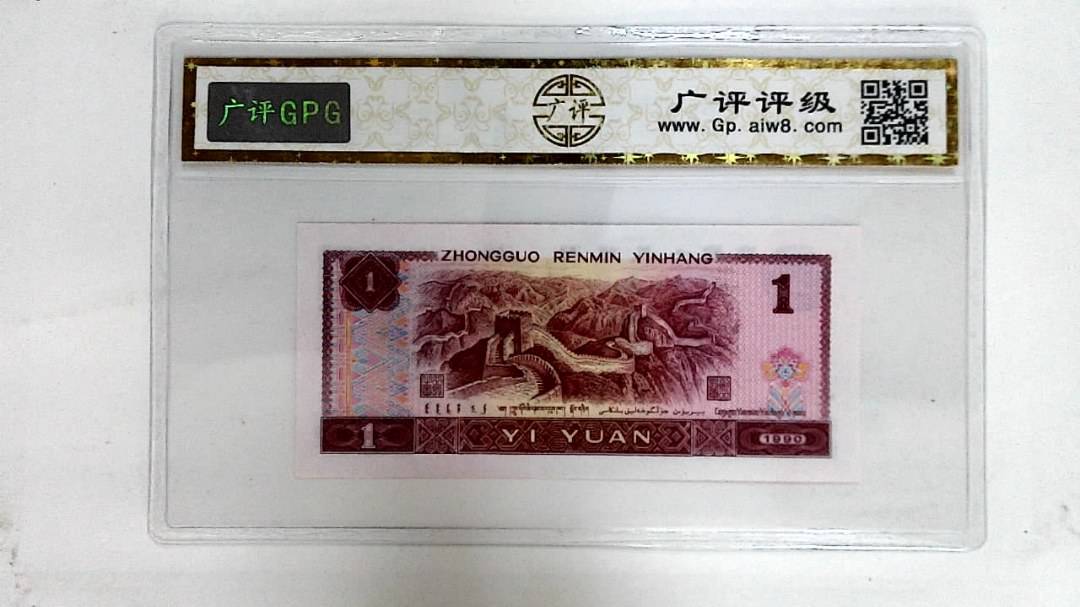 广评GPG
广评
广评评级
www. Gp. aiw8. com
ZHONGGUO RENMIN YINHANG
1
1
1
YI YUAN
1990